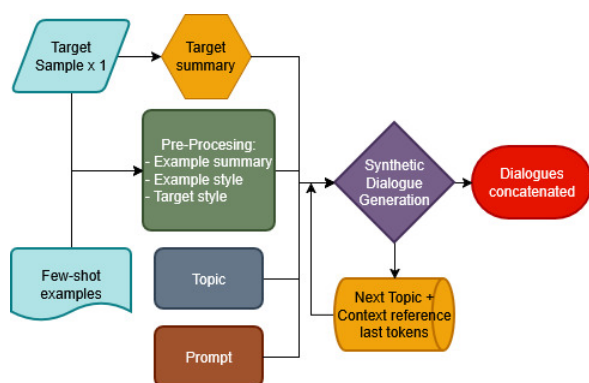 Target
Sample x 1
Target
summary
Pre-Procesing:
- Example summary
- Example style
- Target style
Synthetic
Dialogue
Generation
Dialogues
concatenated
Few-shot
examples
Topic
Next Topic +
Context reference
last tokens
Prompt